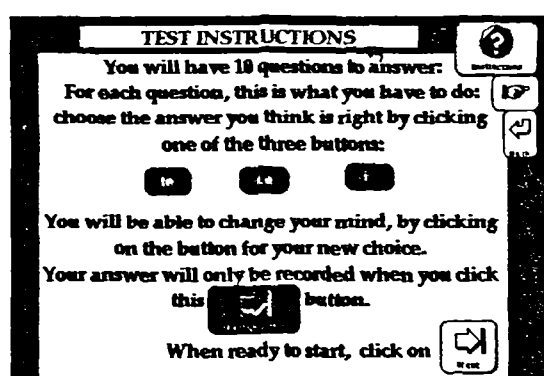 TEST INSTRUCTIONS
You will have 10 questions to answer:
For each question, this is what you have to do:
choose the answer you think is right by clicking
one of the three buttons:
You will be able to change your mind, by clicking
on the button for your new choice.
Your answer will only be recorded when you click
this button.
When ready to start, click on
Next